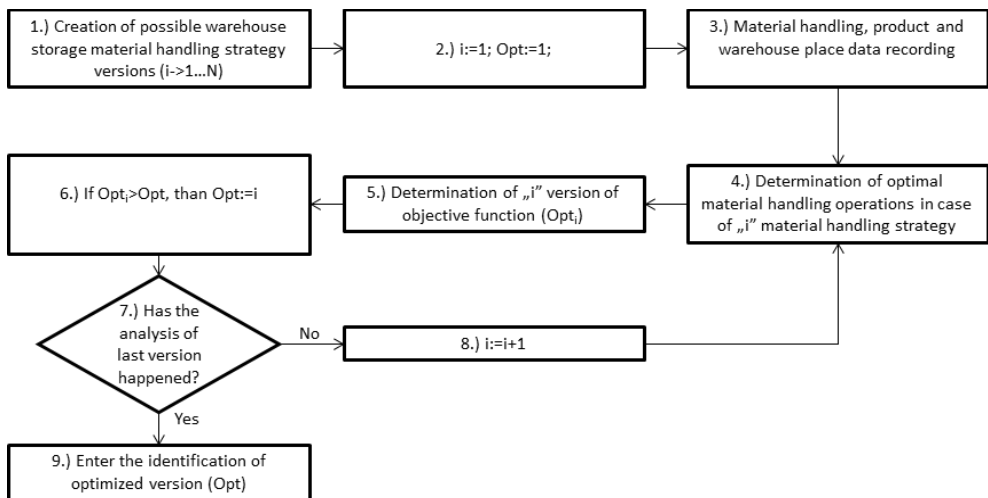 1.) Creation of possible warehouse
storage material handling strategy
versions (i->1...N)
2.) i:=1; Opt:=1;
3.) Material handling, product and
warehouse place data recording
4.) Determination of optimal
material handling operations in case
of „i” material handling strategy
5.) Determination of „i” version of
objective function (Optᵢ)
6.) If Optᵢ>Opt, than Opt:=i
7.) Has the
analysis of
last version
happened?
No
8.) i:=i+1
Yes
9.) Enter the identification of
optimized version (Opt)